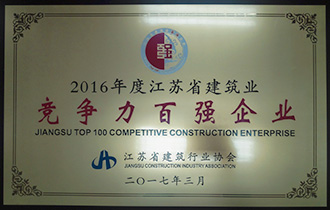 2016年度江苏省建筑业
竞争力百强企业
JIANGSU TOP 100 COMPETITIVE CONSTRUCTION ENTERPRISE
江苏省建筑行业协会
JIANGSU CONSTRUCTION INDUSTRY ASSOCIATION
二〇一七年三月